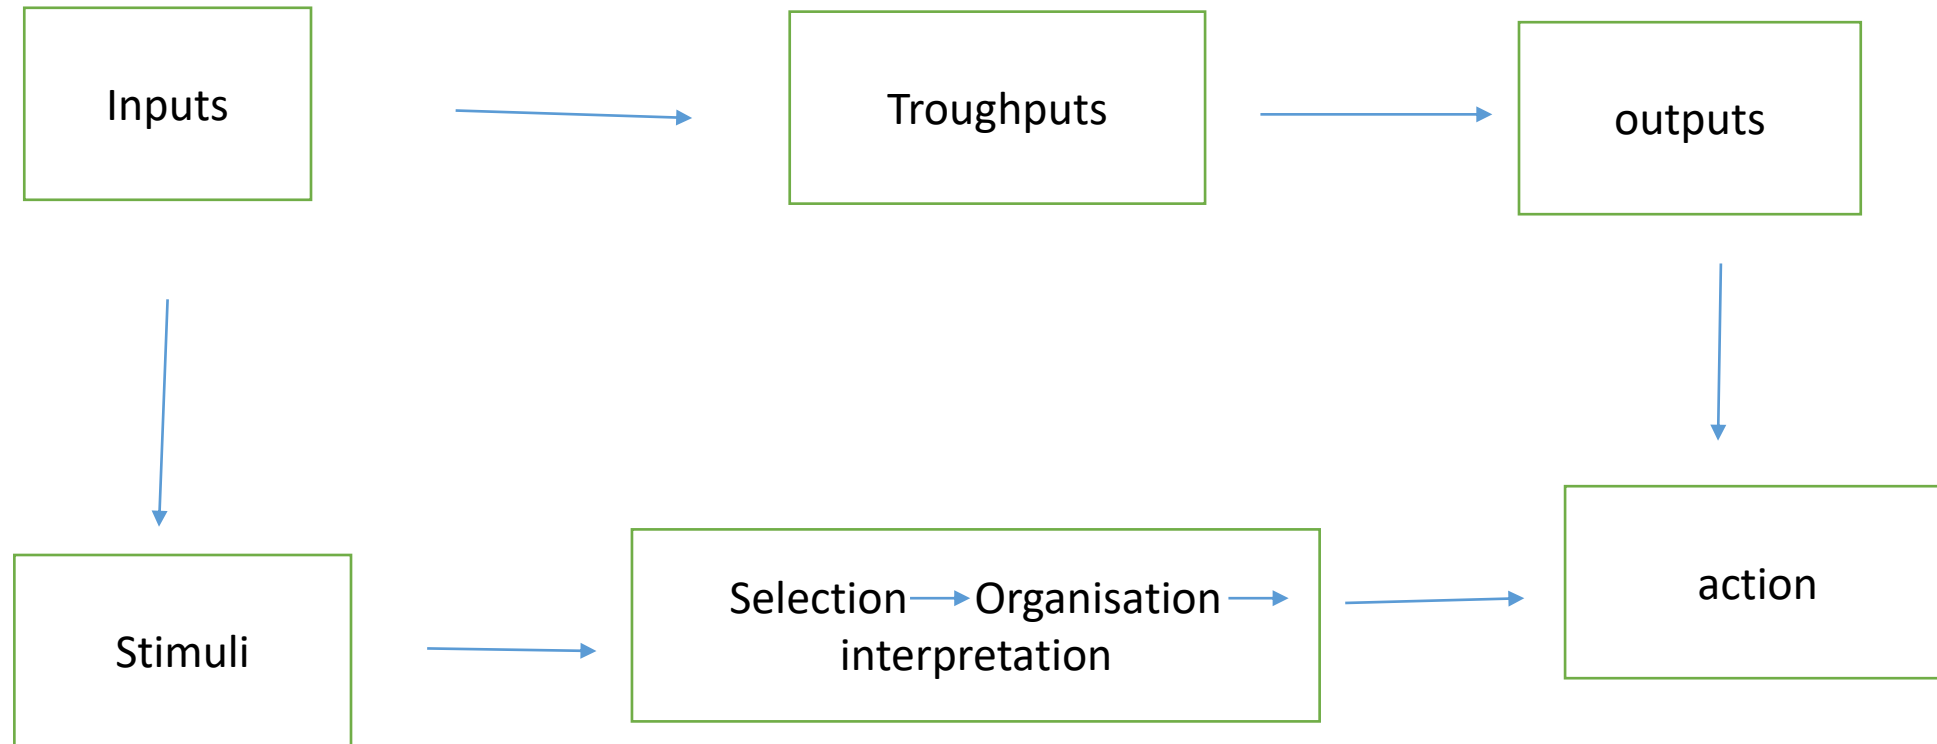 Inputs
Troughputs
outputs
Stimuli
Selection Organisation
interpretation
action